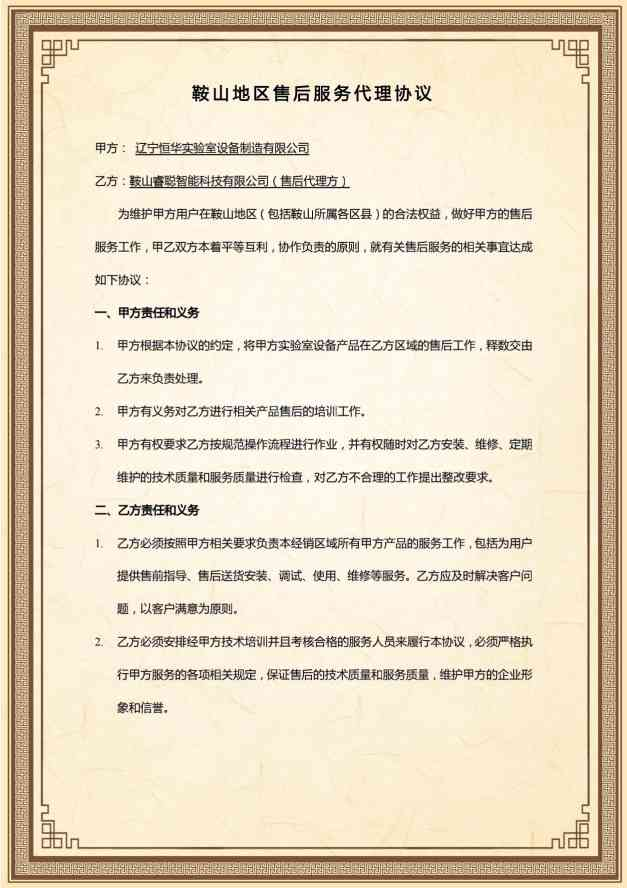 鞍山地区售后服务代理协议
甲方： 辽宁恒华实验室设备制造有限公司
乙方：鞍山睿聪智能科技有限公司（售后代理方）
为维护甲方用户在鞍山地区（包括鞍山所属各区县）的合法权益，做好甲方的售后
服务工作，甲乙双方本着平等互利，协作负责的原则，就有关售后服务的相关事宜达成
如下协议：
一、甲方责任和义务
1. 甲方根据本协议的约定，将甲方实验室设备产品在乙方区域的售后工作，释数交由
乙方来负责处理。
2. 甲方有义务对乙方进行相关产品售后的培训工作。
3. 甲方有权要求乙方按规范操作流程进行作业，并有权随时对乙方安装、维修、定期
维护的技术质量和服务质量进行检查，对乙方不合理的工作提出整改要求。
二、乙方责任和义务
1. 乙方必须按照甲方相关要求负责本经销区域所有甲方产品的服务工作，包括为用户
提供售前指导、售后送货安装、调试、使用、维修等服务。乙方应及时解决客户问
题，以客户满意为原则。
2. 乙方必须安排经甲方技术培训并且考核合格的服务人员来履行本协议，必须严格执
行甲方服务的各项相关规定，保证售后的技术质量和服务质量，维护甲方的企业形
象和信誉。